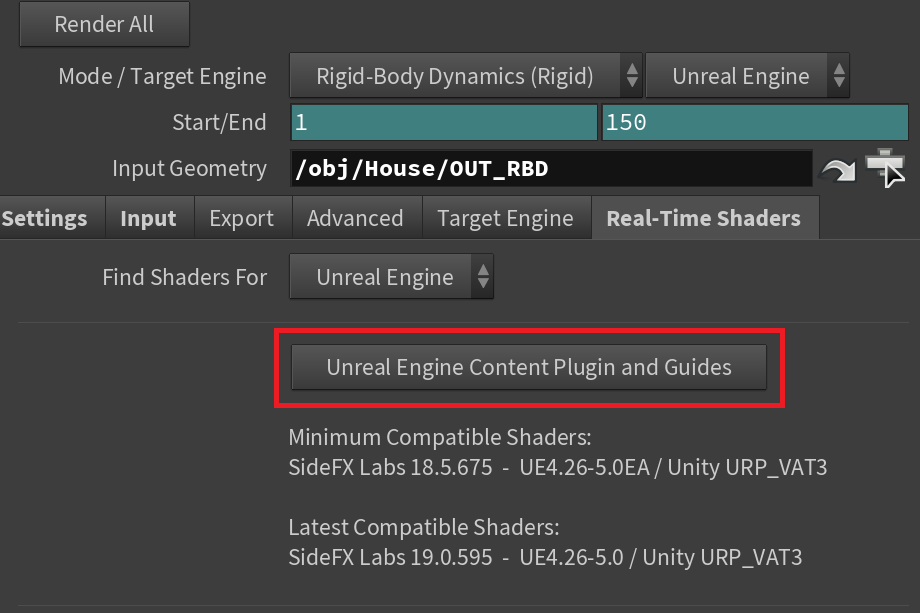 Render All
Mode / Target Engine Rigid-Body Dynamics (Rigid) Unreal Engine
Start/End 1 150
Input Geometry /obj/House/OUT_RBD
Settings Input Export Advanced Target Engine Real-Time Shaders
Find Shaders For Unreal Engine
Unreal Engine Content Plugin and Guides
Minimum Compatible Shaders:
SideFX Labs 18.5.675 - UE4.26-5.0EA / Unity URP_VAT3
Latest Compatible Shaders:
SideFX Labs 19.0.595 - UE4.26-5.0 / Unity URP_VAT3